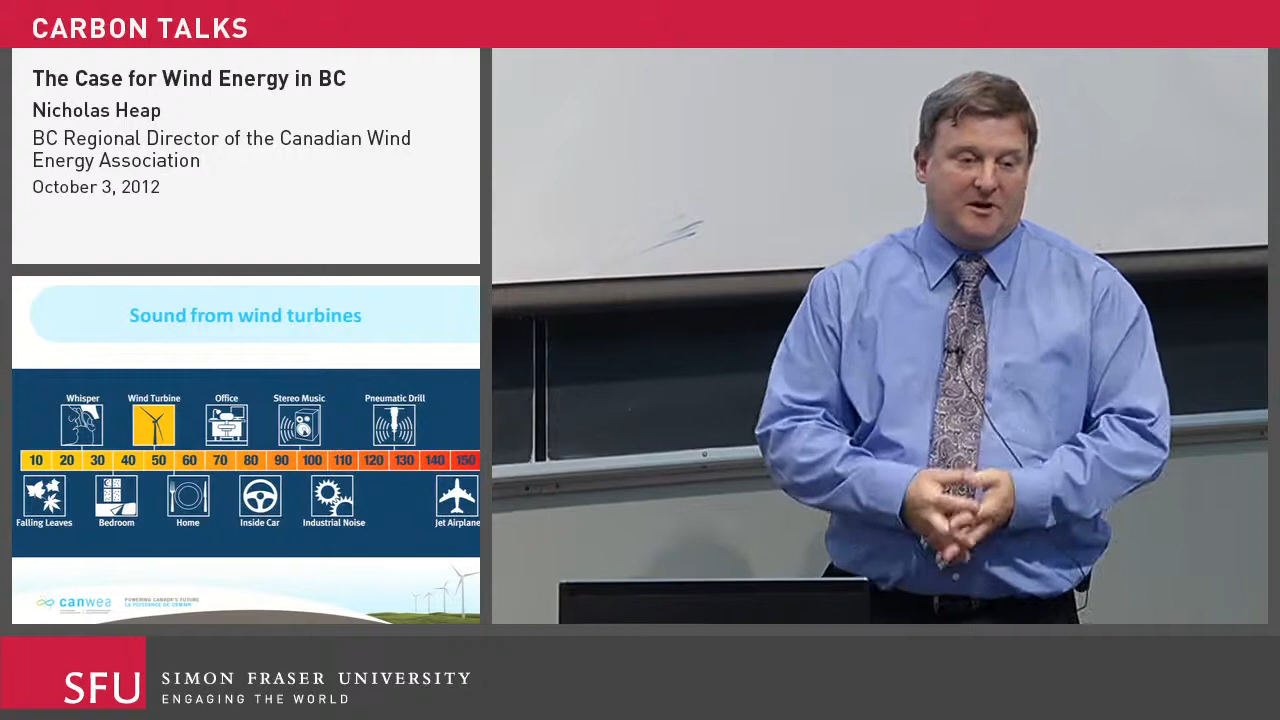 CARBON TALKS
The Case for Wind Energy in BC
Nicholas Heap
BC Regional Director of the Canadian Wind
Energy Association
October 3, 2012
Sound from wind turbines
Whisper Wind Turbine Office Stereo Music Pneumatic Drill
10 20 30 40 50 60 70 80 90 100 110 120 130 140 150
Falling Leaves Bedroom Home Inside Car Industrial Noise Jet Airplane
canwea
POWERING CANADA'S FUTURE
SFU SIMON FRASER UNIVERSITY
ENGAGING THE WORLD